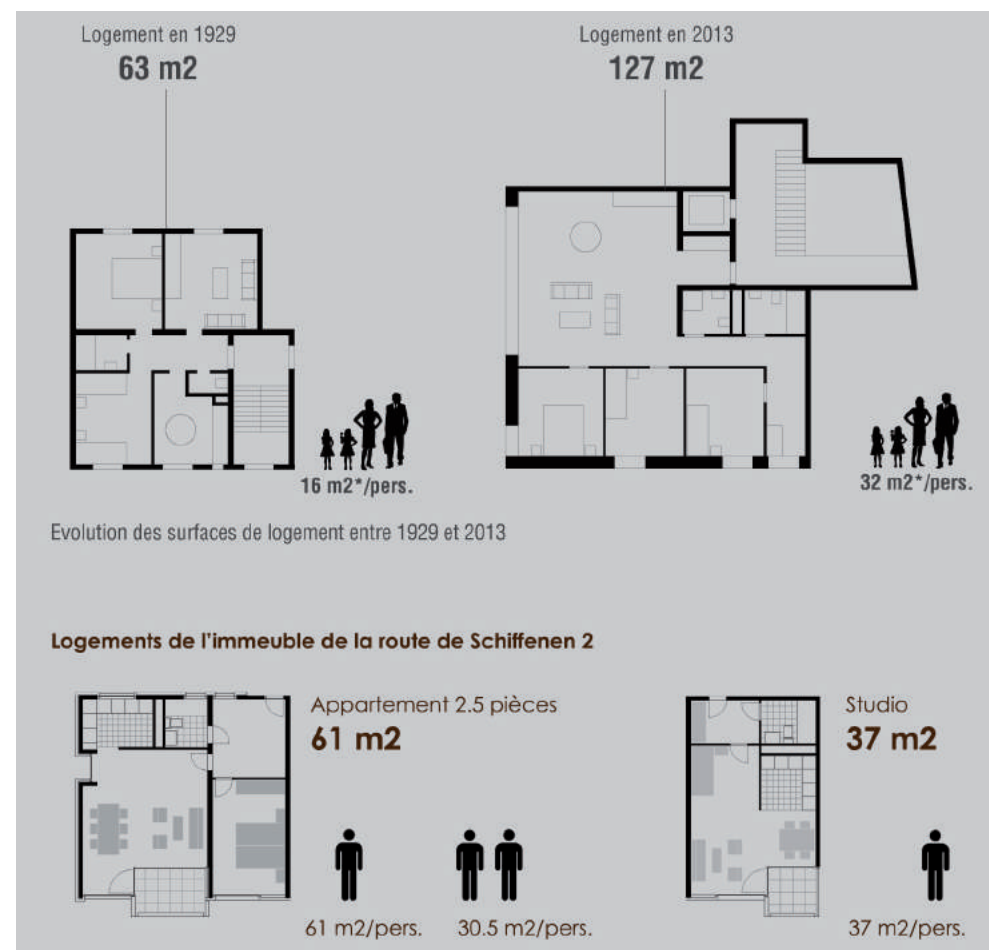 Logement en 1929
63 m2
Logement en 2013
127 m2
16 m2*/pers.
32 m2*/pers.
Evolution des surfaces de logement entre 1929 et 2013
Logements de l'immeuble de la route de Schiffenen 2
Appartement 2.5 pièces
61 m2
Studio
37 m2
61 m2/pers.
30.5 m2/pers.
37 m2/pers.